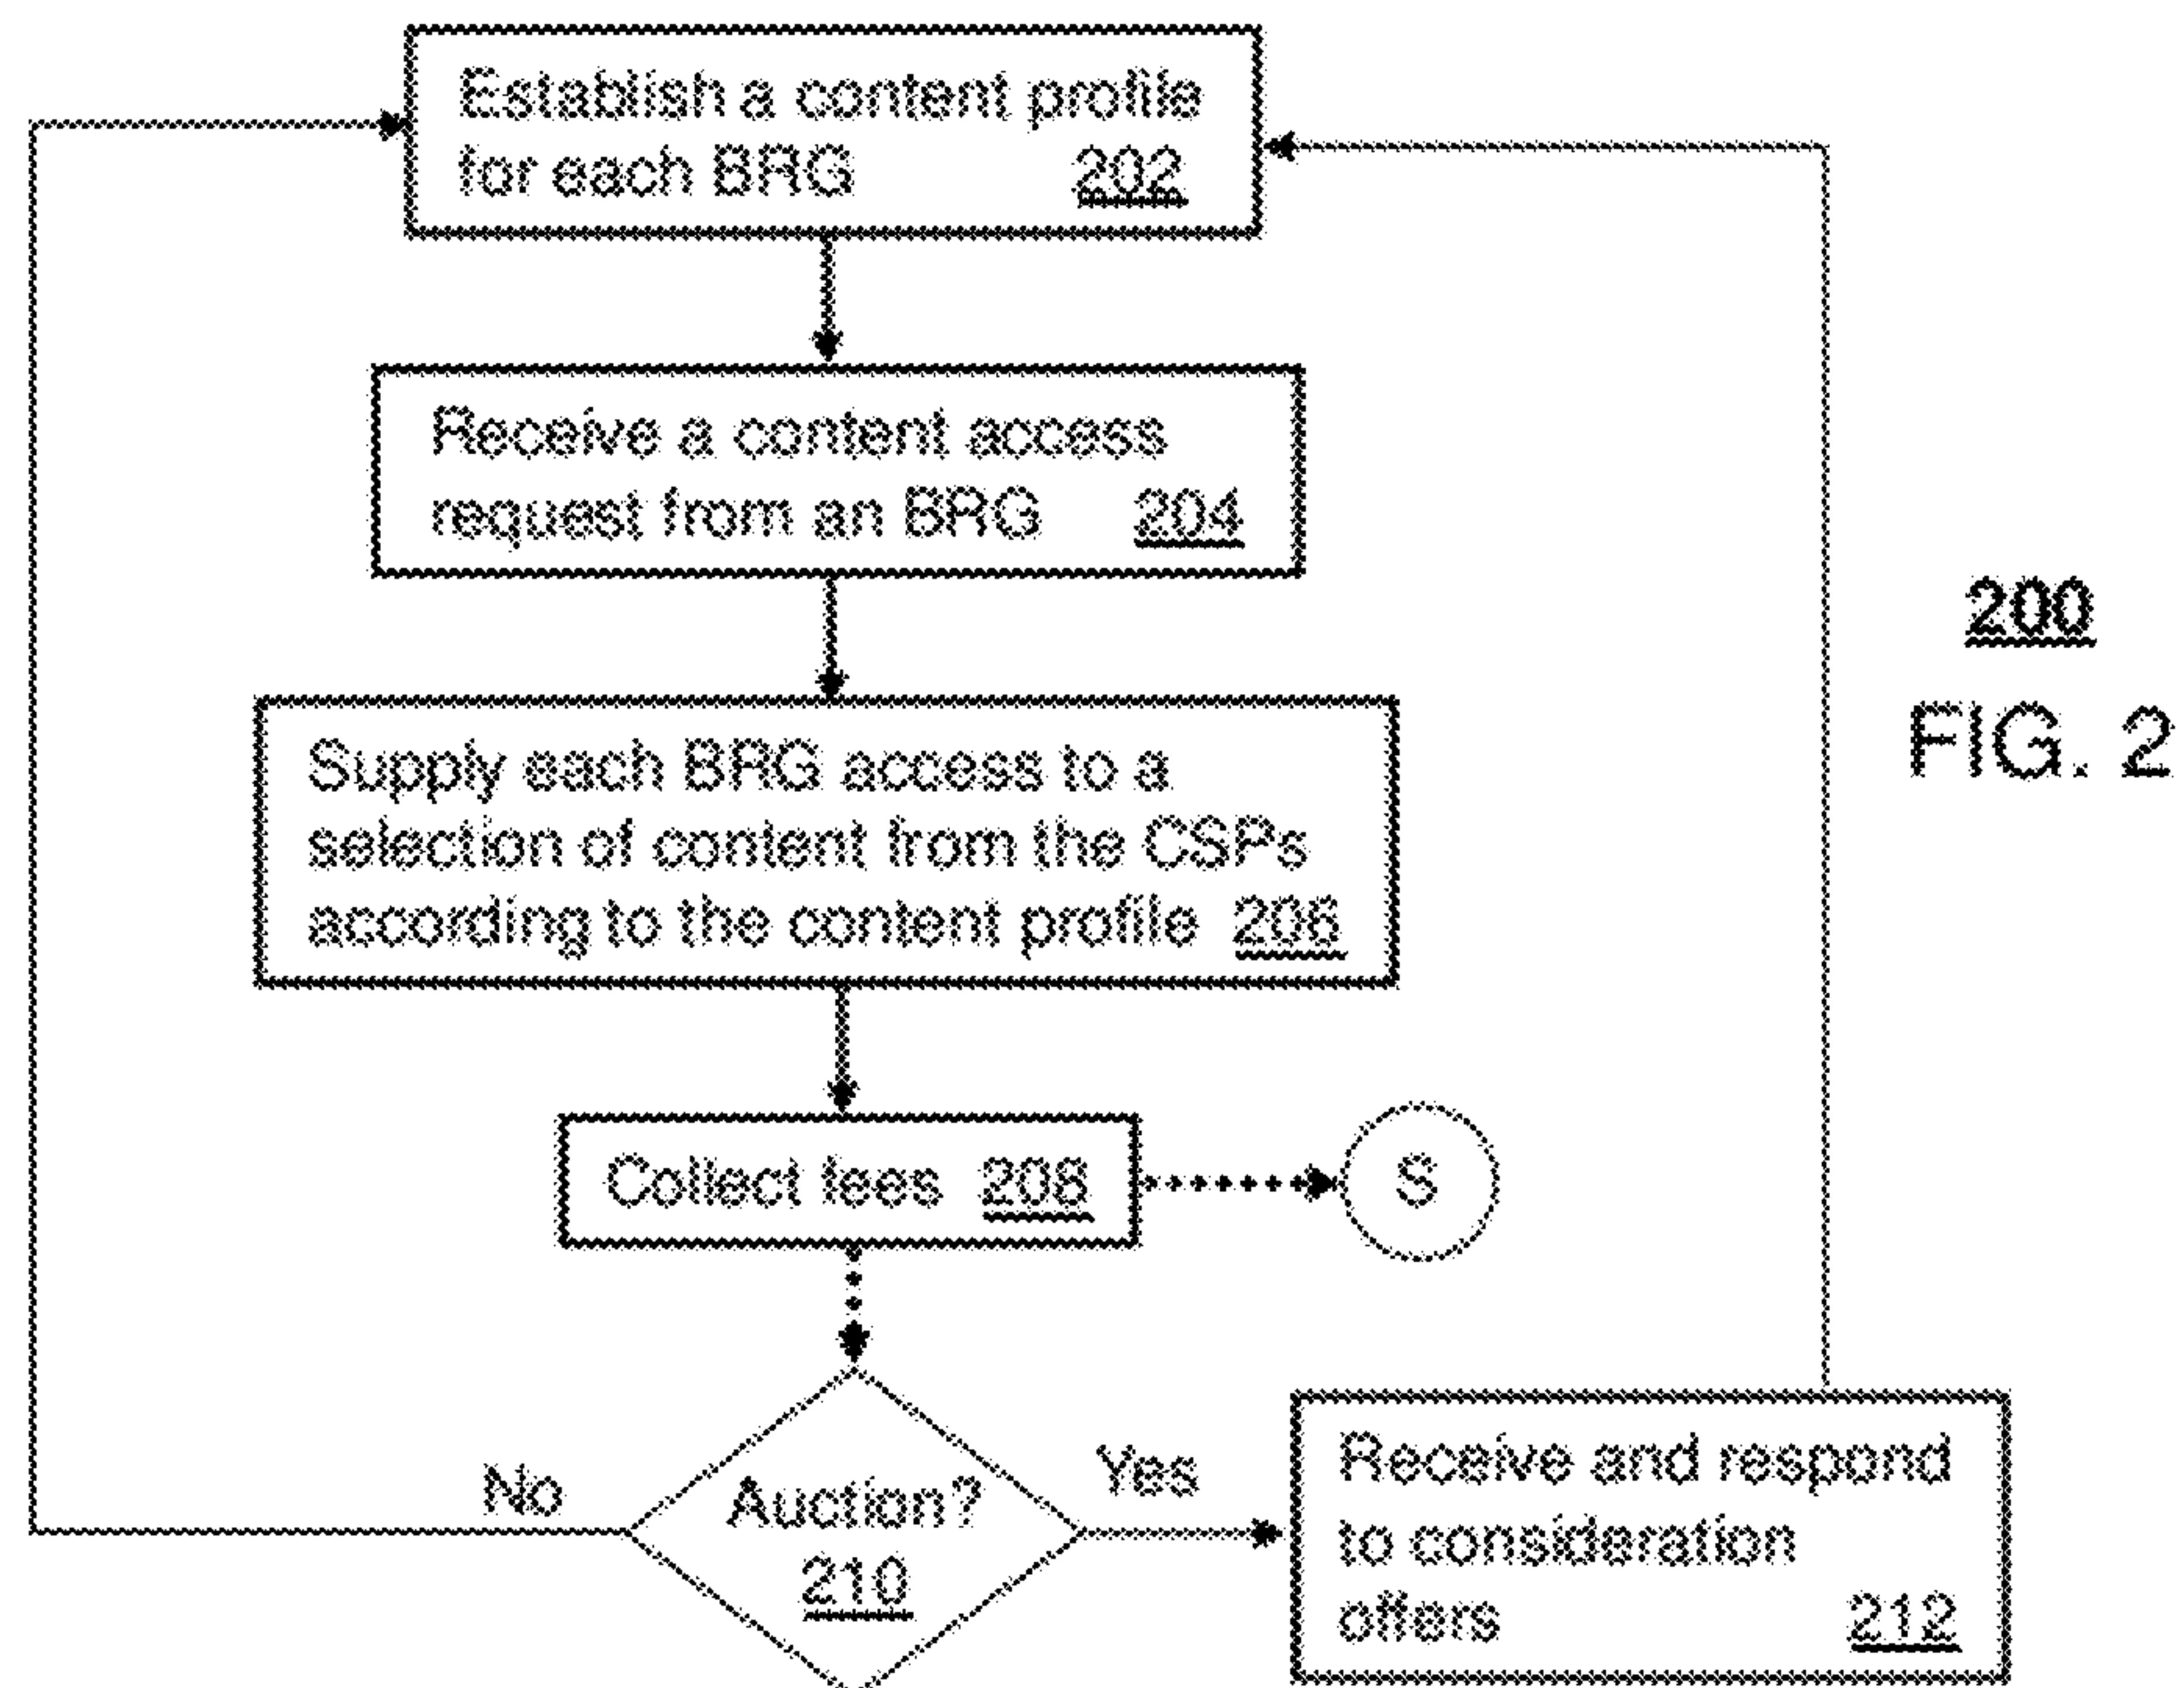 Establish a content profile
for each BRG 202
Receive a content access
request from an BRG 204
200
FIG. 2
Supply each BRG access to a
selection of content from the CSPs
according to the content profile 206
Collect fees 208
S
No
Auction?
210
Yes
Receive and respond
to consideration
offers 212